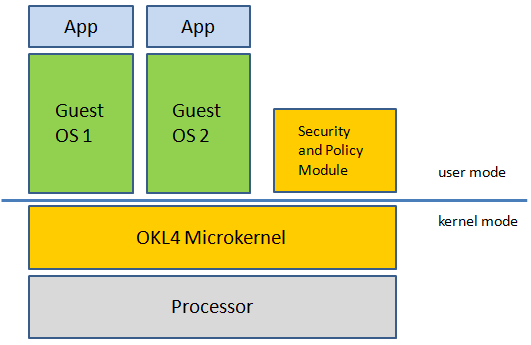 App
App
Guest
OS 1
Guest
OS 2
Security
and Policy
Module
user mode
kernel mode
OKL4 Microkernel
Processor